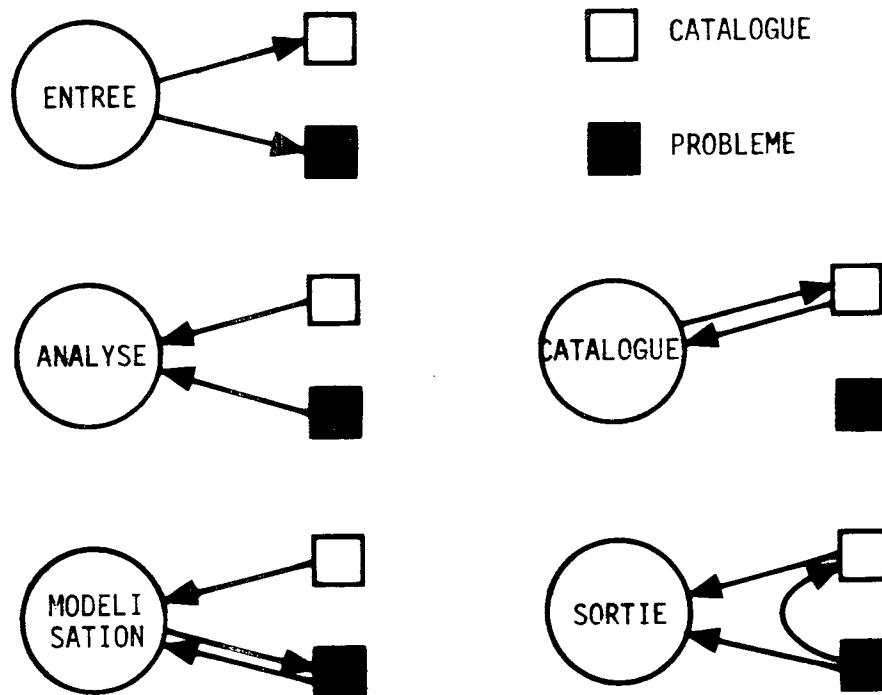 ENTREE
CATALOGUE
PROBLEME
ANALYSE
CATALOGUE
MODELI
SATION
SORTIE